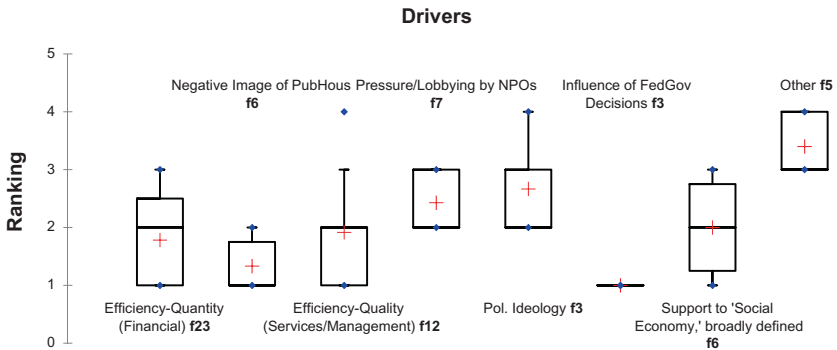 Drivers
Ranking
5
4
3
2
1
0
Negative Image of PubHous
f6
Pressure/Lobbying by NPOs
f7
Influence of FedGov
Decisions f3
Other f5
Efficiency-Quantity
(Financial) f23
Efficiency-Quality
(Services/Management) f12
Pol. Ideology f3
Support to 'Social
Economy,' broadly defined
f6